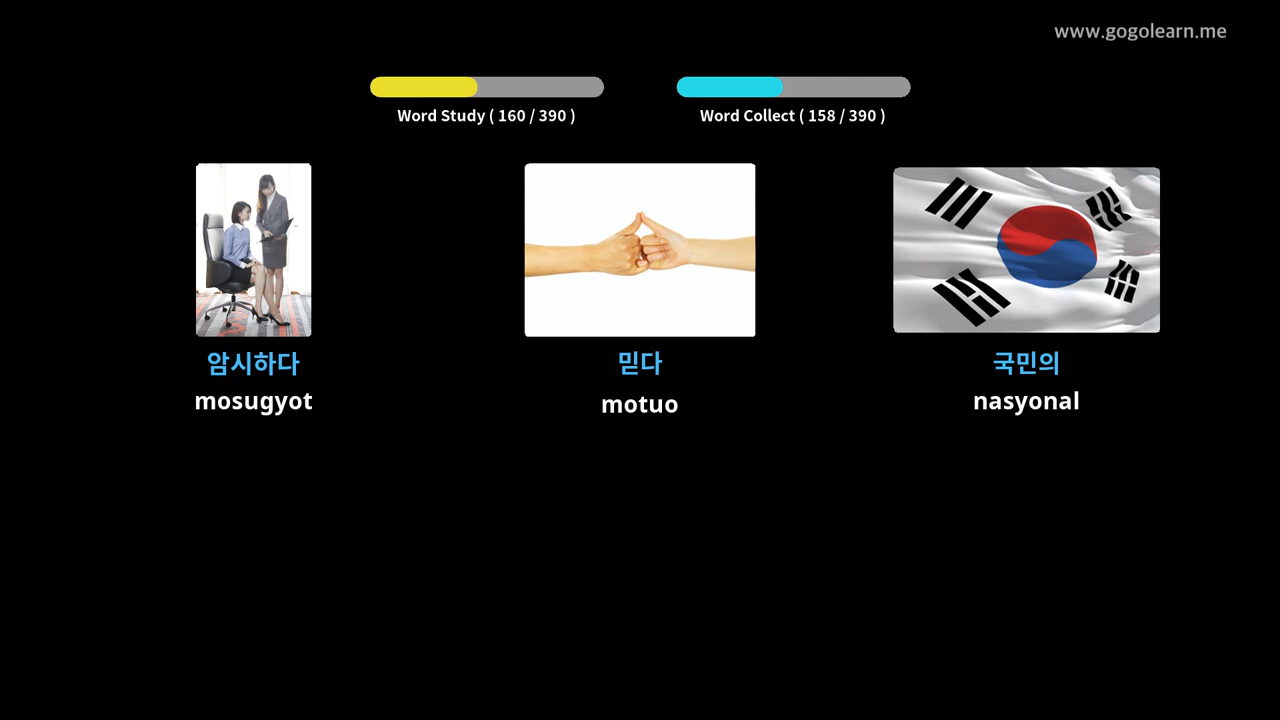 www.gogolearn.me
Word Study ( 160 / 390 )
Word Collect ( 158 / 390 )
암시하다
mosugyot
믿다
motuo
국민의
nasyonal